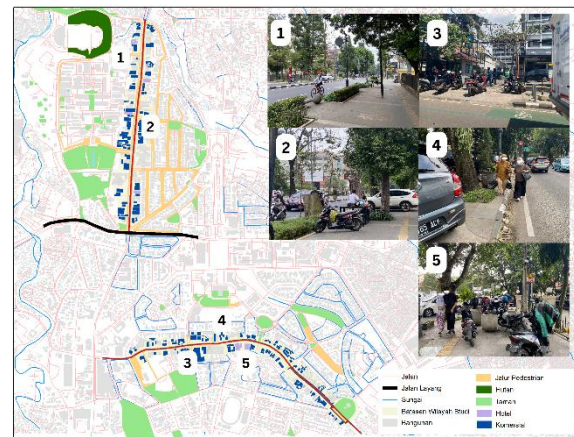 1
2
3
4
5
1
2
3
4
5
Jalan
Jalan Layang
Sungai
Batasan Wilayah Studi
Bangunan
Jalur Pedestrian
Hutan
Taman
Hotel
Komersial